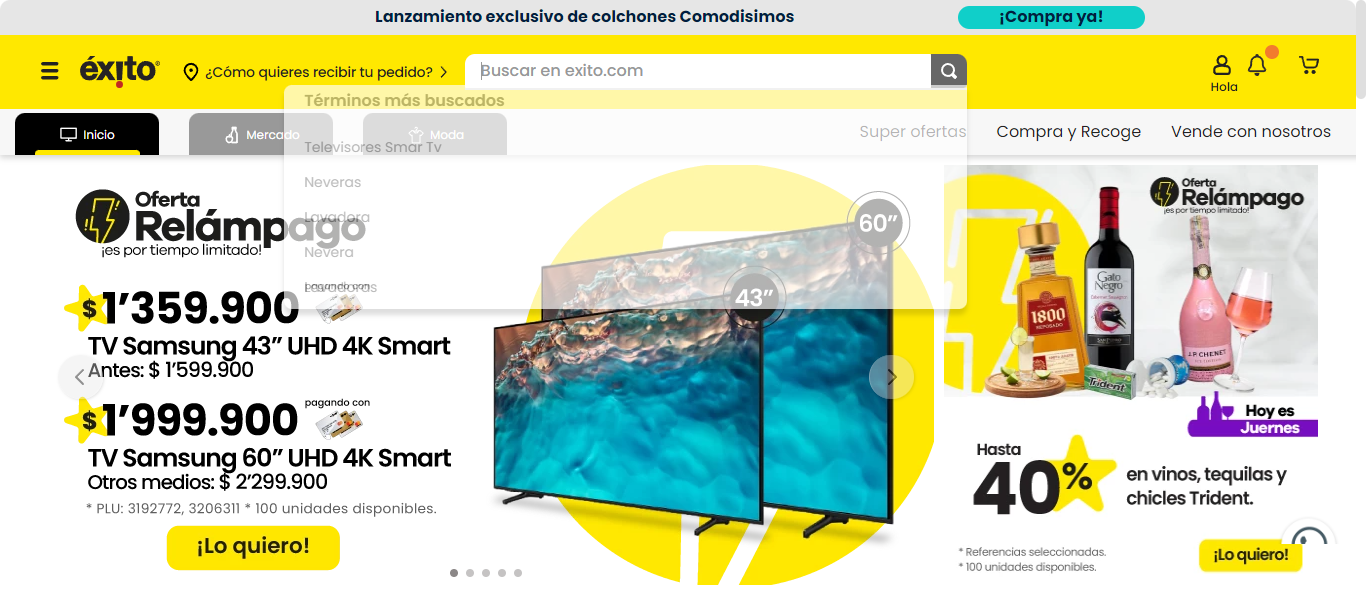 Lanzamiento exclusivo de colchones Comodisimos
¡Compra ya!
éxito
¿Cómo quieres recibir tu pedido?
Buscar en exito.com
Hola
Términos más buscados
Televisores Smar Tv
Neveras
Lavadora
Nevera
Lavadoras
Inicio
Mercado
Moda
Super ofertas
Compra y Recoge
Vende con nosotros
Oferta
Relámpago
¡es por tiempo limitado!
$1’359.900
pagando con
TV Samsung 43” UHD 4K Smart
Antes: $ 1’599.900
$1’999.900
pagando con
TV Samsung 60” UHD 4K Smart
Otros medios: $ 2’299.900
* PLU: 3192772, 3206311 * 100 unidades disponibles.
¡Lo quiero!
60”
43”
Oferta
Relámpago
¡es por tiempo limitado!
1800
REPOSADO
Gato
Negro
J.P. CHENET
Trident
Hoy es
Juernes
Hasta
40%
en vinos, tequilas y
chicles Trident.
* Referencias seleccionadas.
* 100 unidades disponibles.
¡Lo quiero!